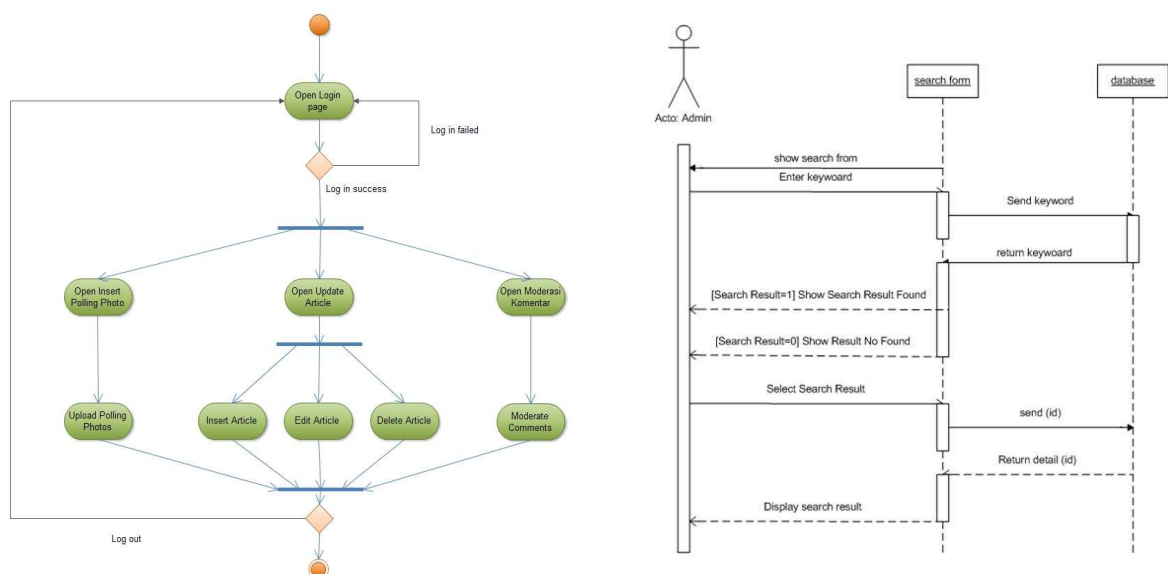 Open Login
page
Log in failed
Log in success
Open Insert
Polling Photo
Open Update
Article
Open Moderasi
Komentar
Upload Polling
Photos
Insert Article
Edit Article
Delete Article
Moderate
Comments
Log out
search form
database
Acto: Admin
show search from
Enter keywoard
Send keyword
return keywoard
[Search Result=1] Show Search Result Found
[Search Result=0] Show Result No Found
Select Search Result
send (id)
Return detail (id)
Display search result